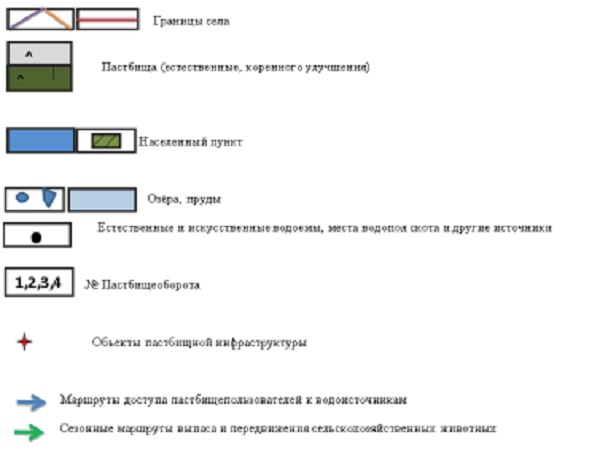 Границы села
Пастбища (естественные, коренного улучшения)
Населенный пункт
Озёра, пруды
Естественные и искусственные водоемы, места водопоя скота и другие источники
1,2,3,4 № Пастбищеоборота
Объекты пастбищной инфраструктуры
Маршруты доступа пастбищепользователей к водоисточникам
Сезонные маршруты выпаса и передвижения сельскохозяйственных животных